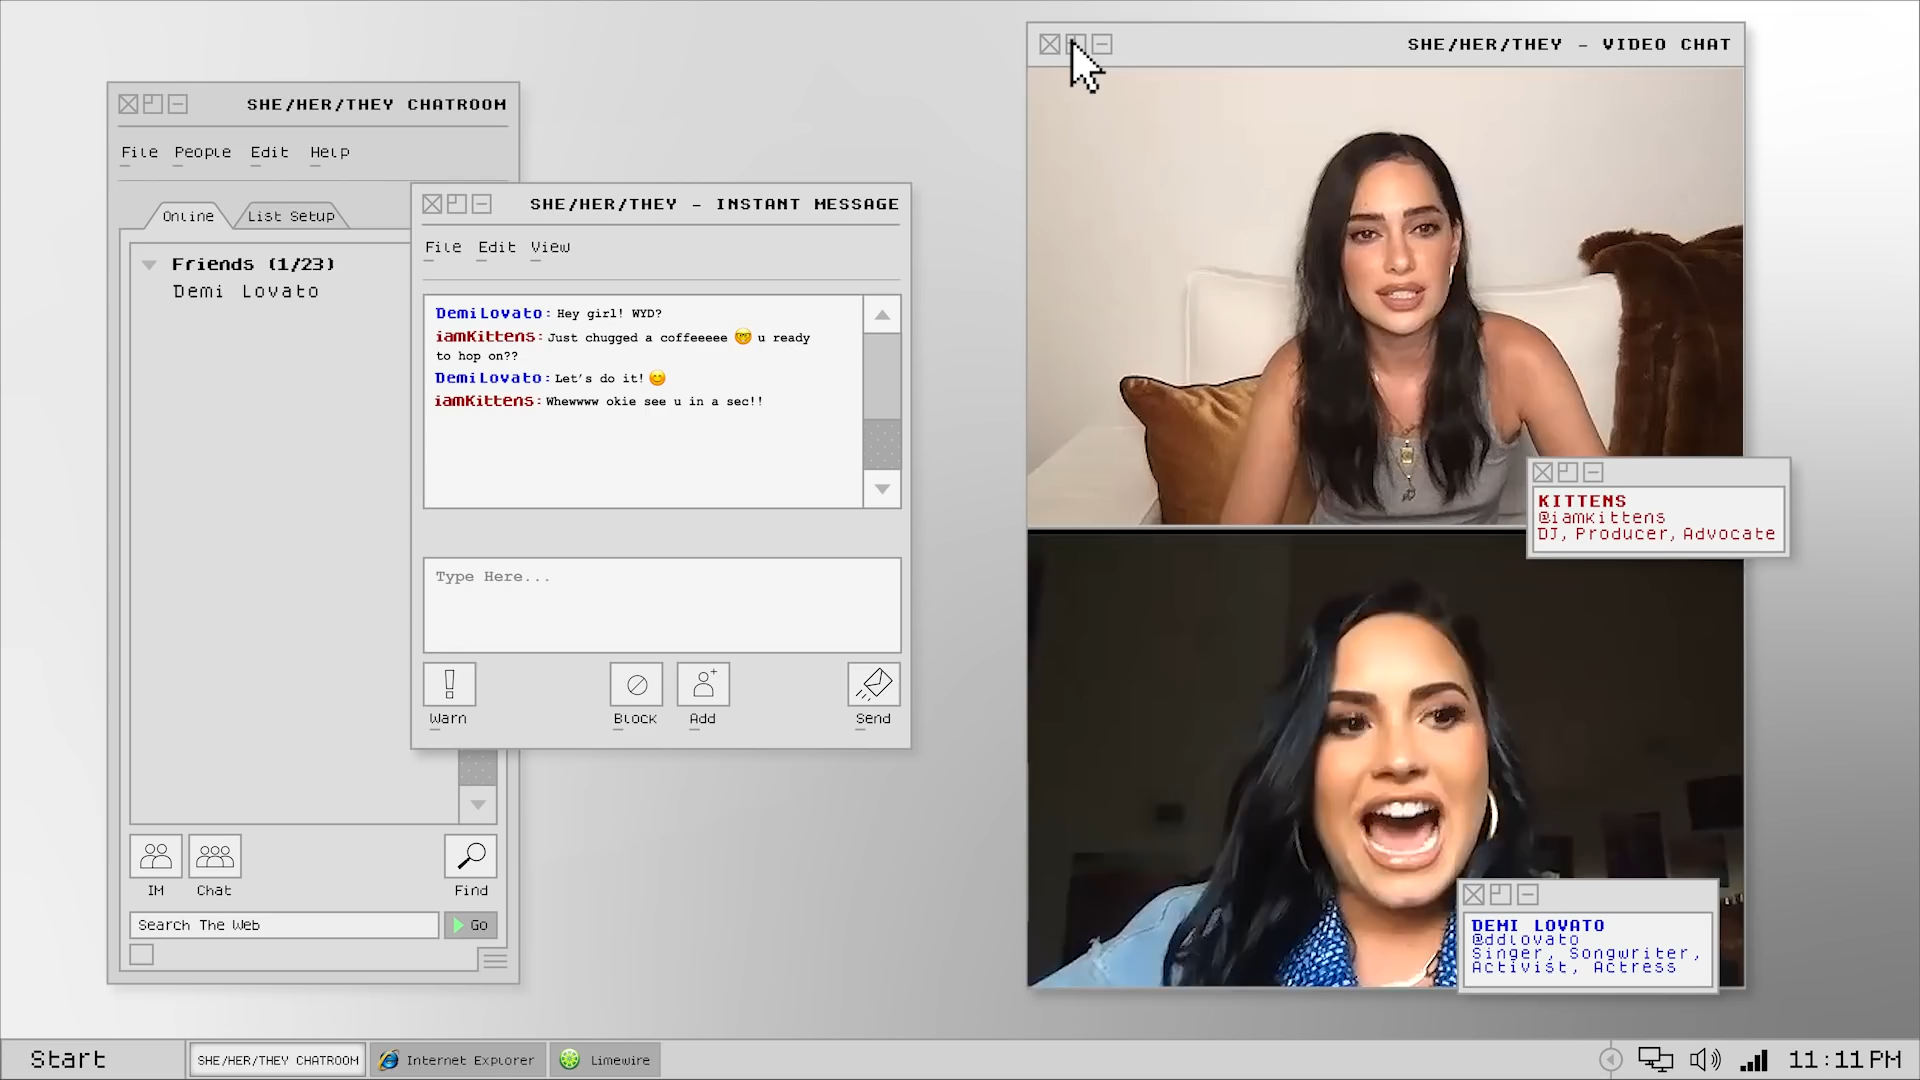 SHE/HER/THEY CHATROOM
File People Edit Help
Online List Setup
Friends (1/23)
Demi Lovato
IM Chat Find
Search The Web Go
SHE/HER/THEY - INSTANT MESSAGE
File Edit View
DemiLovato: Hey girl! WYD?
iamKittens: Just chugged a coffeeeee 🤓 u ready
to hop on??
DemiLovato: Let's do it! 😊
iamKittens: Whewwww okie see u in a sec!!
Type Here...
Warn Block Add Send
SHE/HER/THEY - VIDEO CHAT
KITTENS
@iamkittens
DJ, Producer, Advocate
DEMI LOVATO
@ddlovato
Singer, Songwriter,
Activist, Actress
Start SHE/HER/THEY CHATROOM Internet Explorer Limewire 11:11 PM